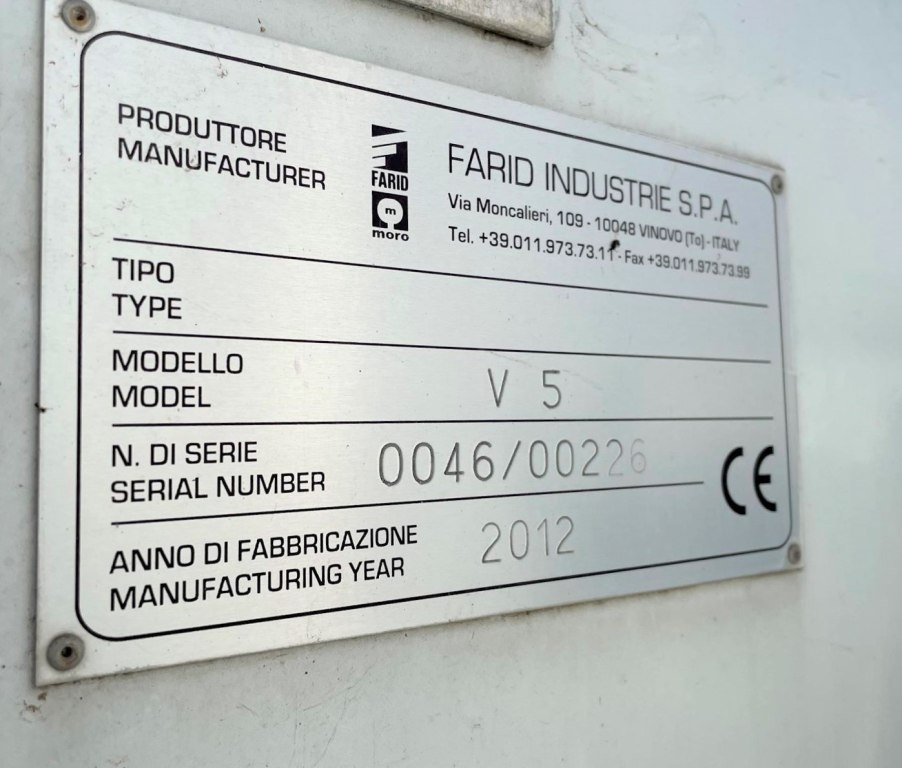 PRODUTTORE
MANUFACTURER
FARID
m
moro
FARID INDUSTRIE S.P.A.
Via Moncalieri, 109 - 10048 VINOVO (To) - ITALY
Tel. +39.011.973.73.11 - Fax +39.011.973.73.99
TIPO
TYPE
MODELLO
MODEL
V 5
N. DI SERIE
SERIAL NUMBER
0046/00226
CE
ANNO DI FABBRICAZIONE
MANUFACTURING YEAR
2012